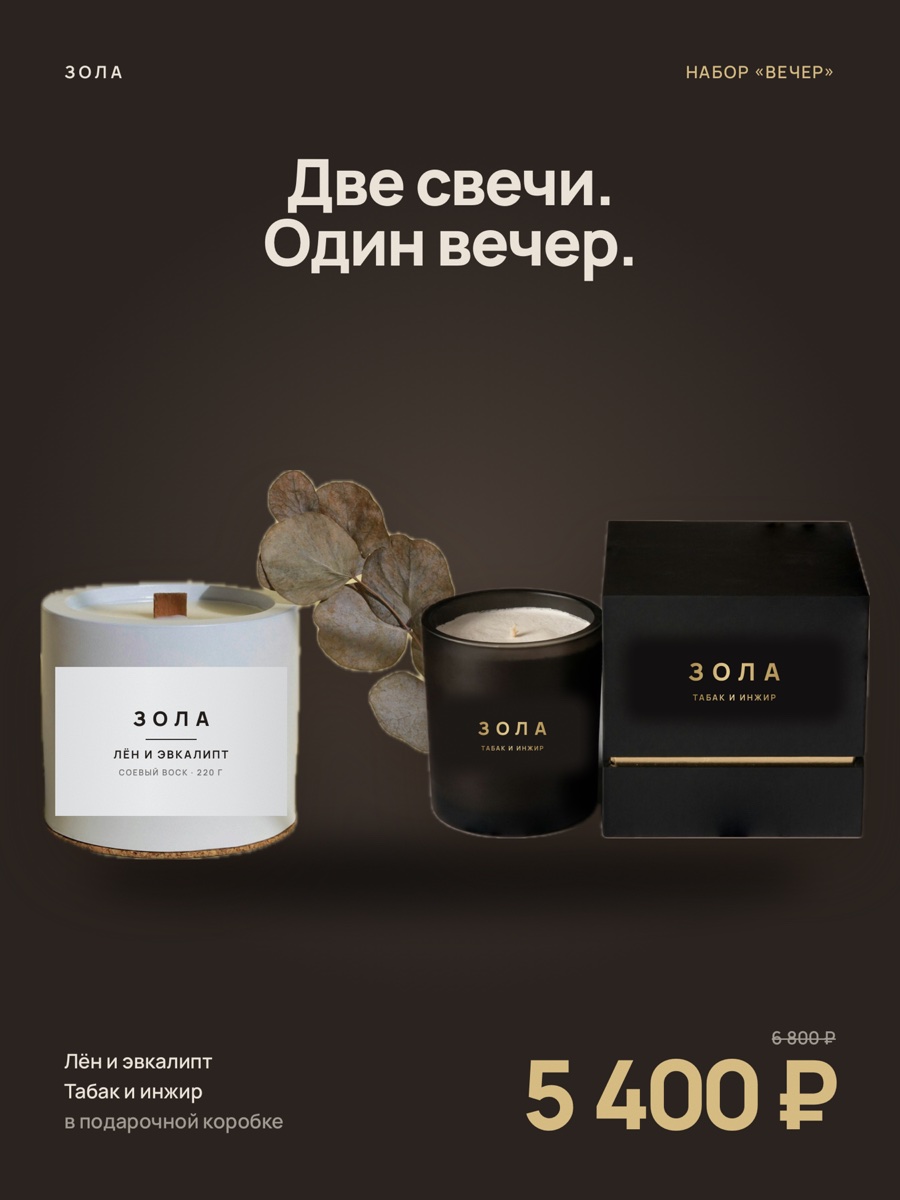 ЗОЛА
НАБОР «ВЕЧЕР»
Две свечи.
Один вечер.
ЗОЛА
ЛЁН И ЭВКАЛИПТ
СОЕВЫЙ ВОСК · 220 Г
ЗОЛА
ТАБАК И ИНЖИР
ЗОЛА
ТАБАК И ИНЖИР
Лён и эвкалипт
Табак и инжир
в подарочной коробке
6 800 ₽
5 400 ₽